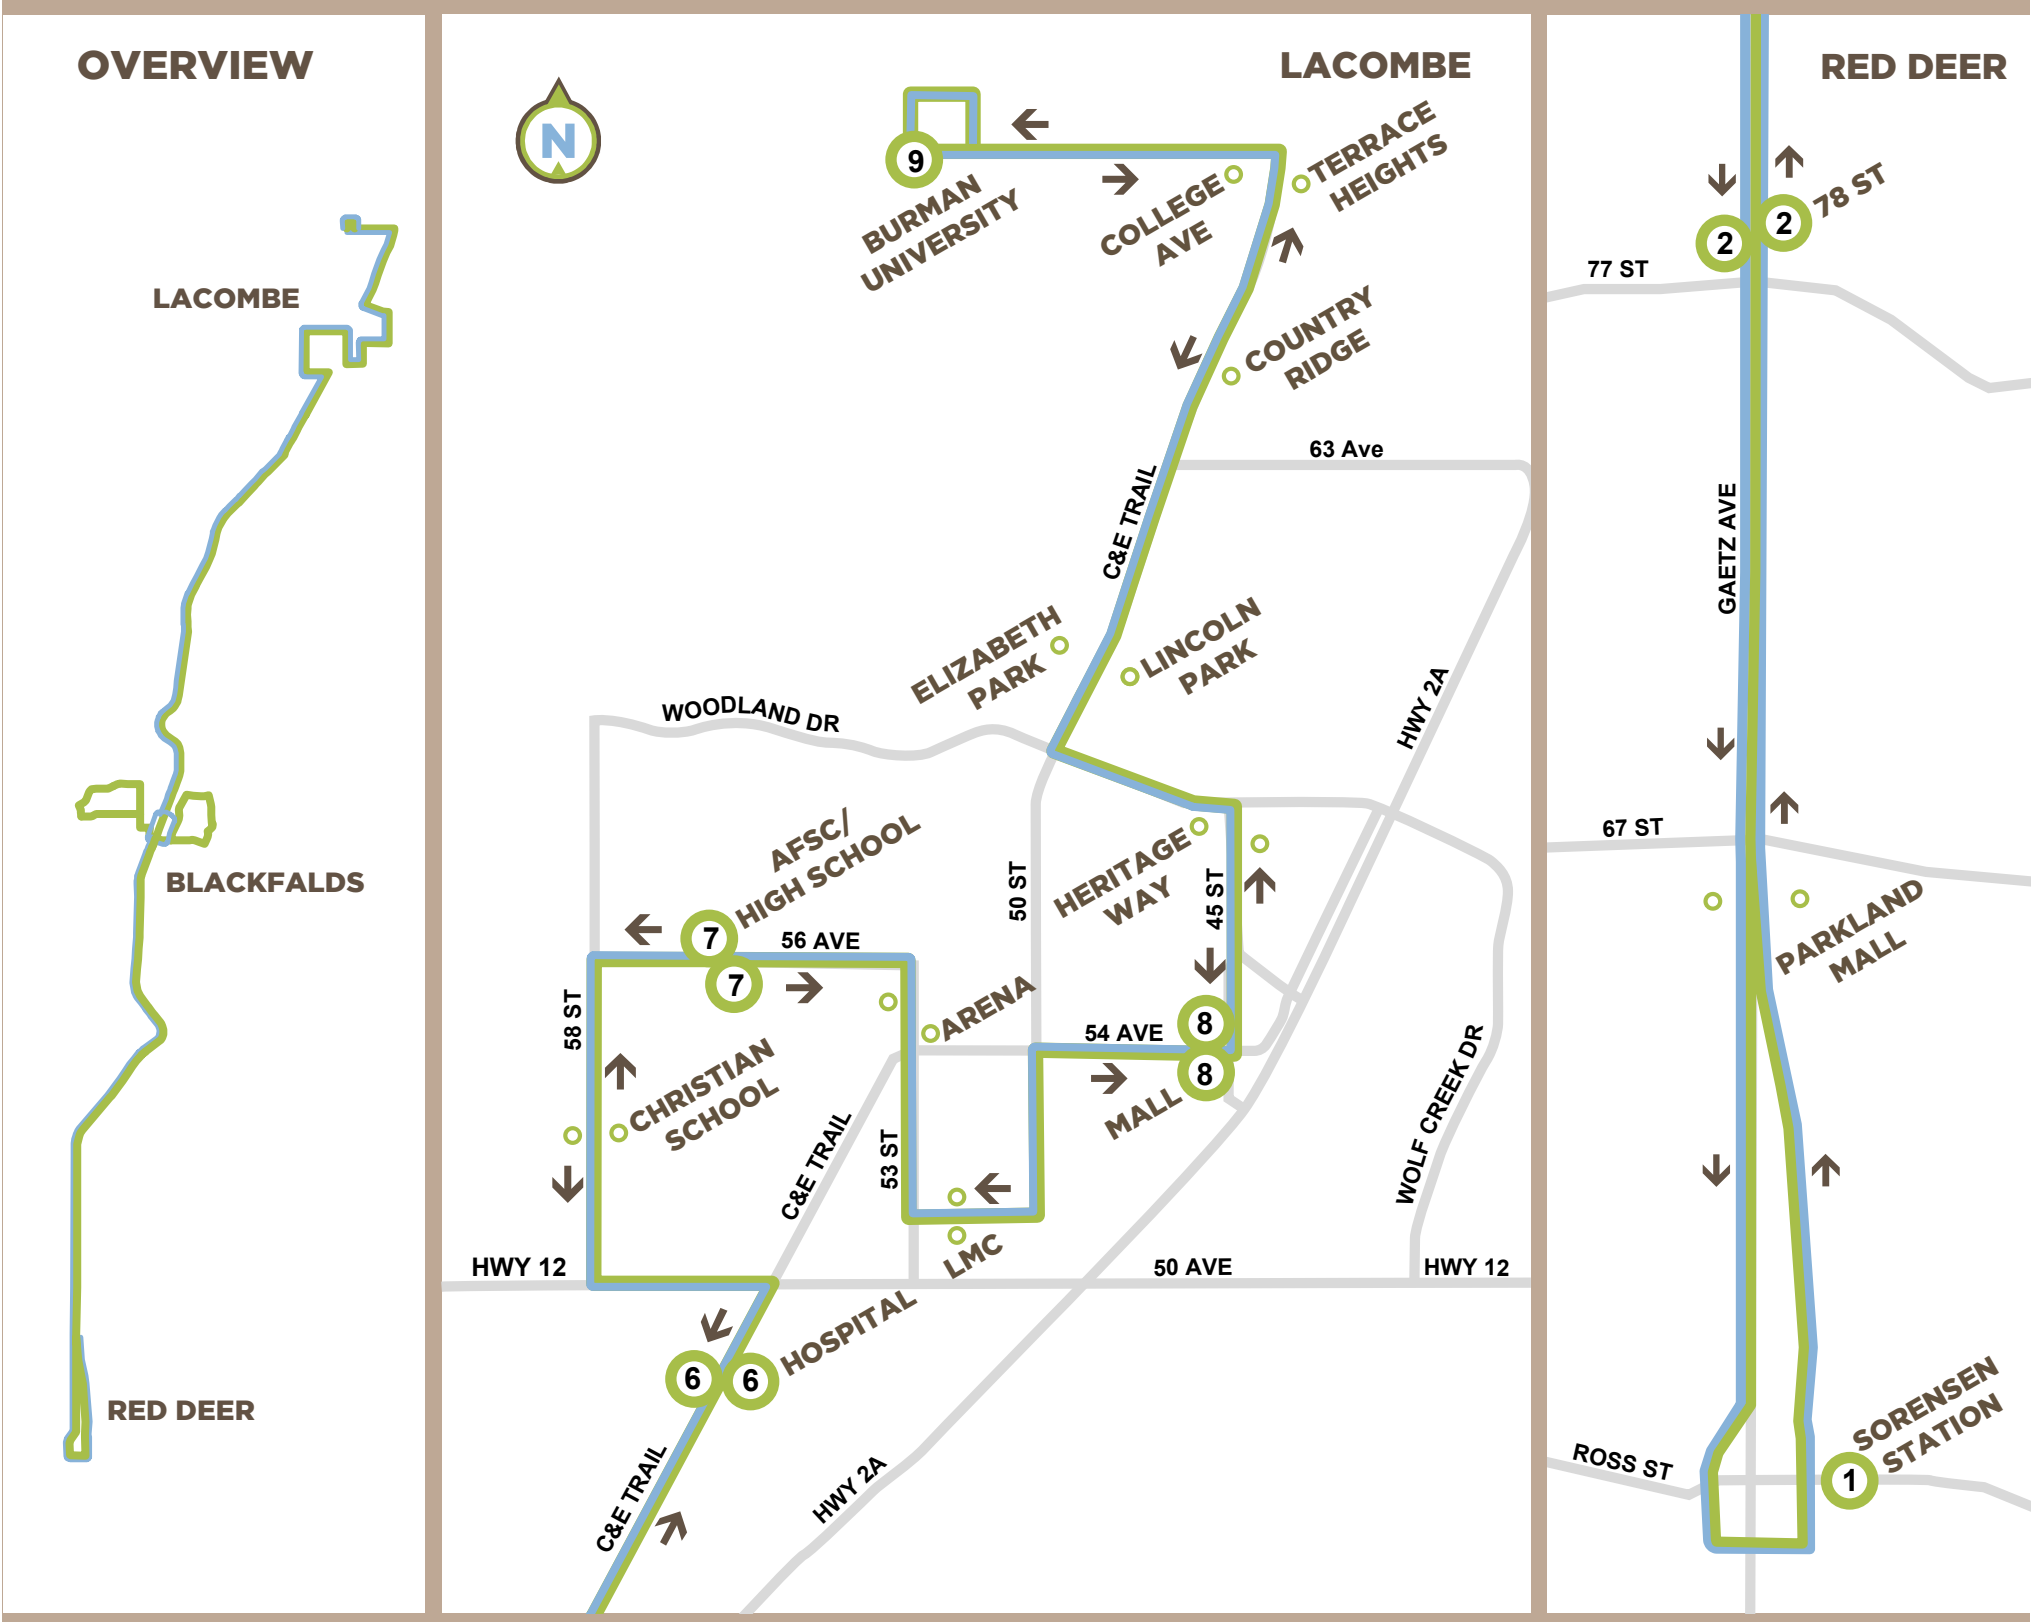 OVERVIEW
LACOMBE
BLACKFALDS
RED DEER
LACOMBE
N
9
BURMAN
UNIVERSITY
COLLEGE
AVE
TERRACE
HEIGHTS
COUNTRY
RIDGE
63 Ave
C&E TRAIL
ELIZABETH
PARK
LINCOLN
PARK
HWY 2A
WOODLAND DR
AFSC/
HIGH SCHOOL
HERITAGE
WAY
50 ST
45 ST
7
56 AVE
7
58 ST
ARENA
8
54 AVE
8
MALL
CHRISTIAN
SCHOOL
C&E TRAIL
53 ST
WOLF CREEK DR
LMC
HWY 12
50 AVE
HWY 12
6
6
HOSPITAL
C&E TRAIL
HWY 2A
RED DEER
2
2
78 ST
77 ST
GAETZ AVE
67 ST
PARKLAND
MALL
SORENSEN
STATION
ROSS ST
1